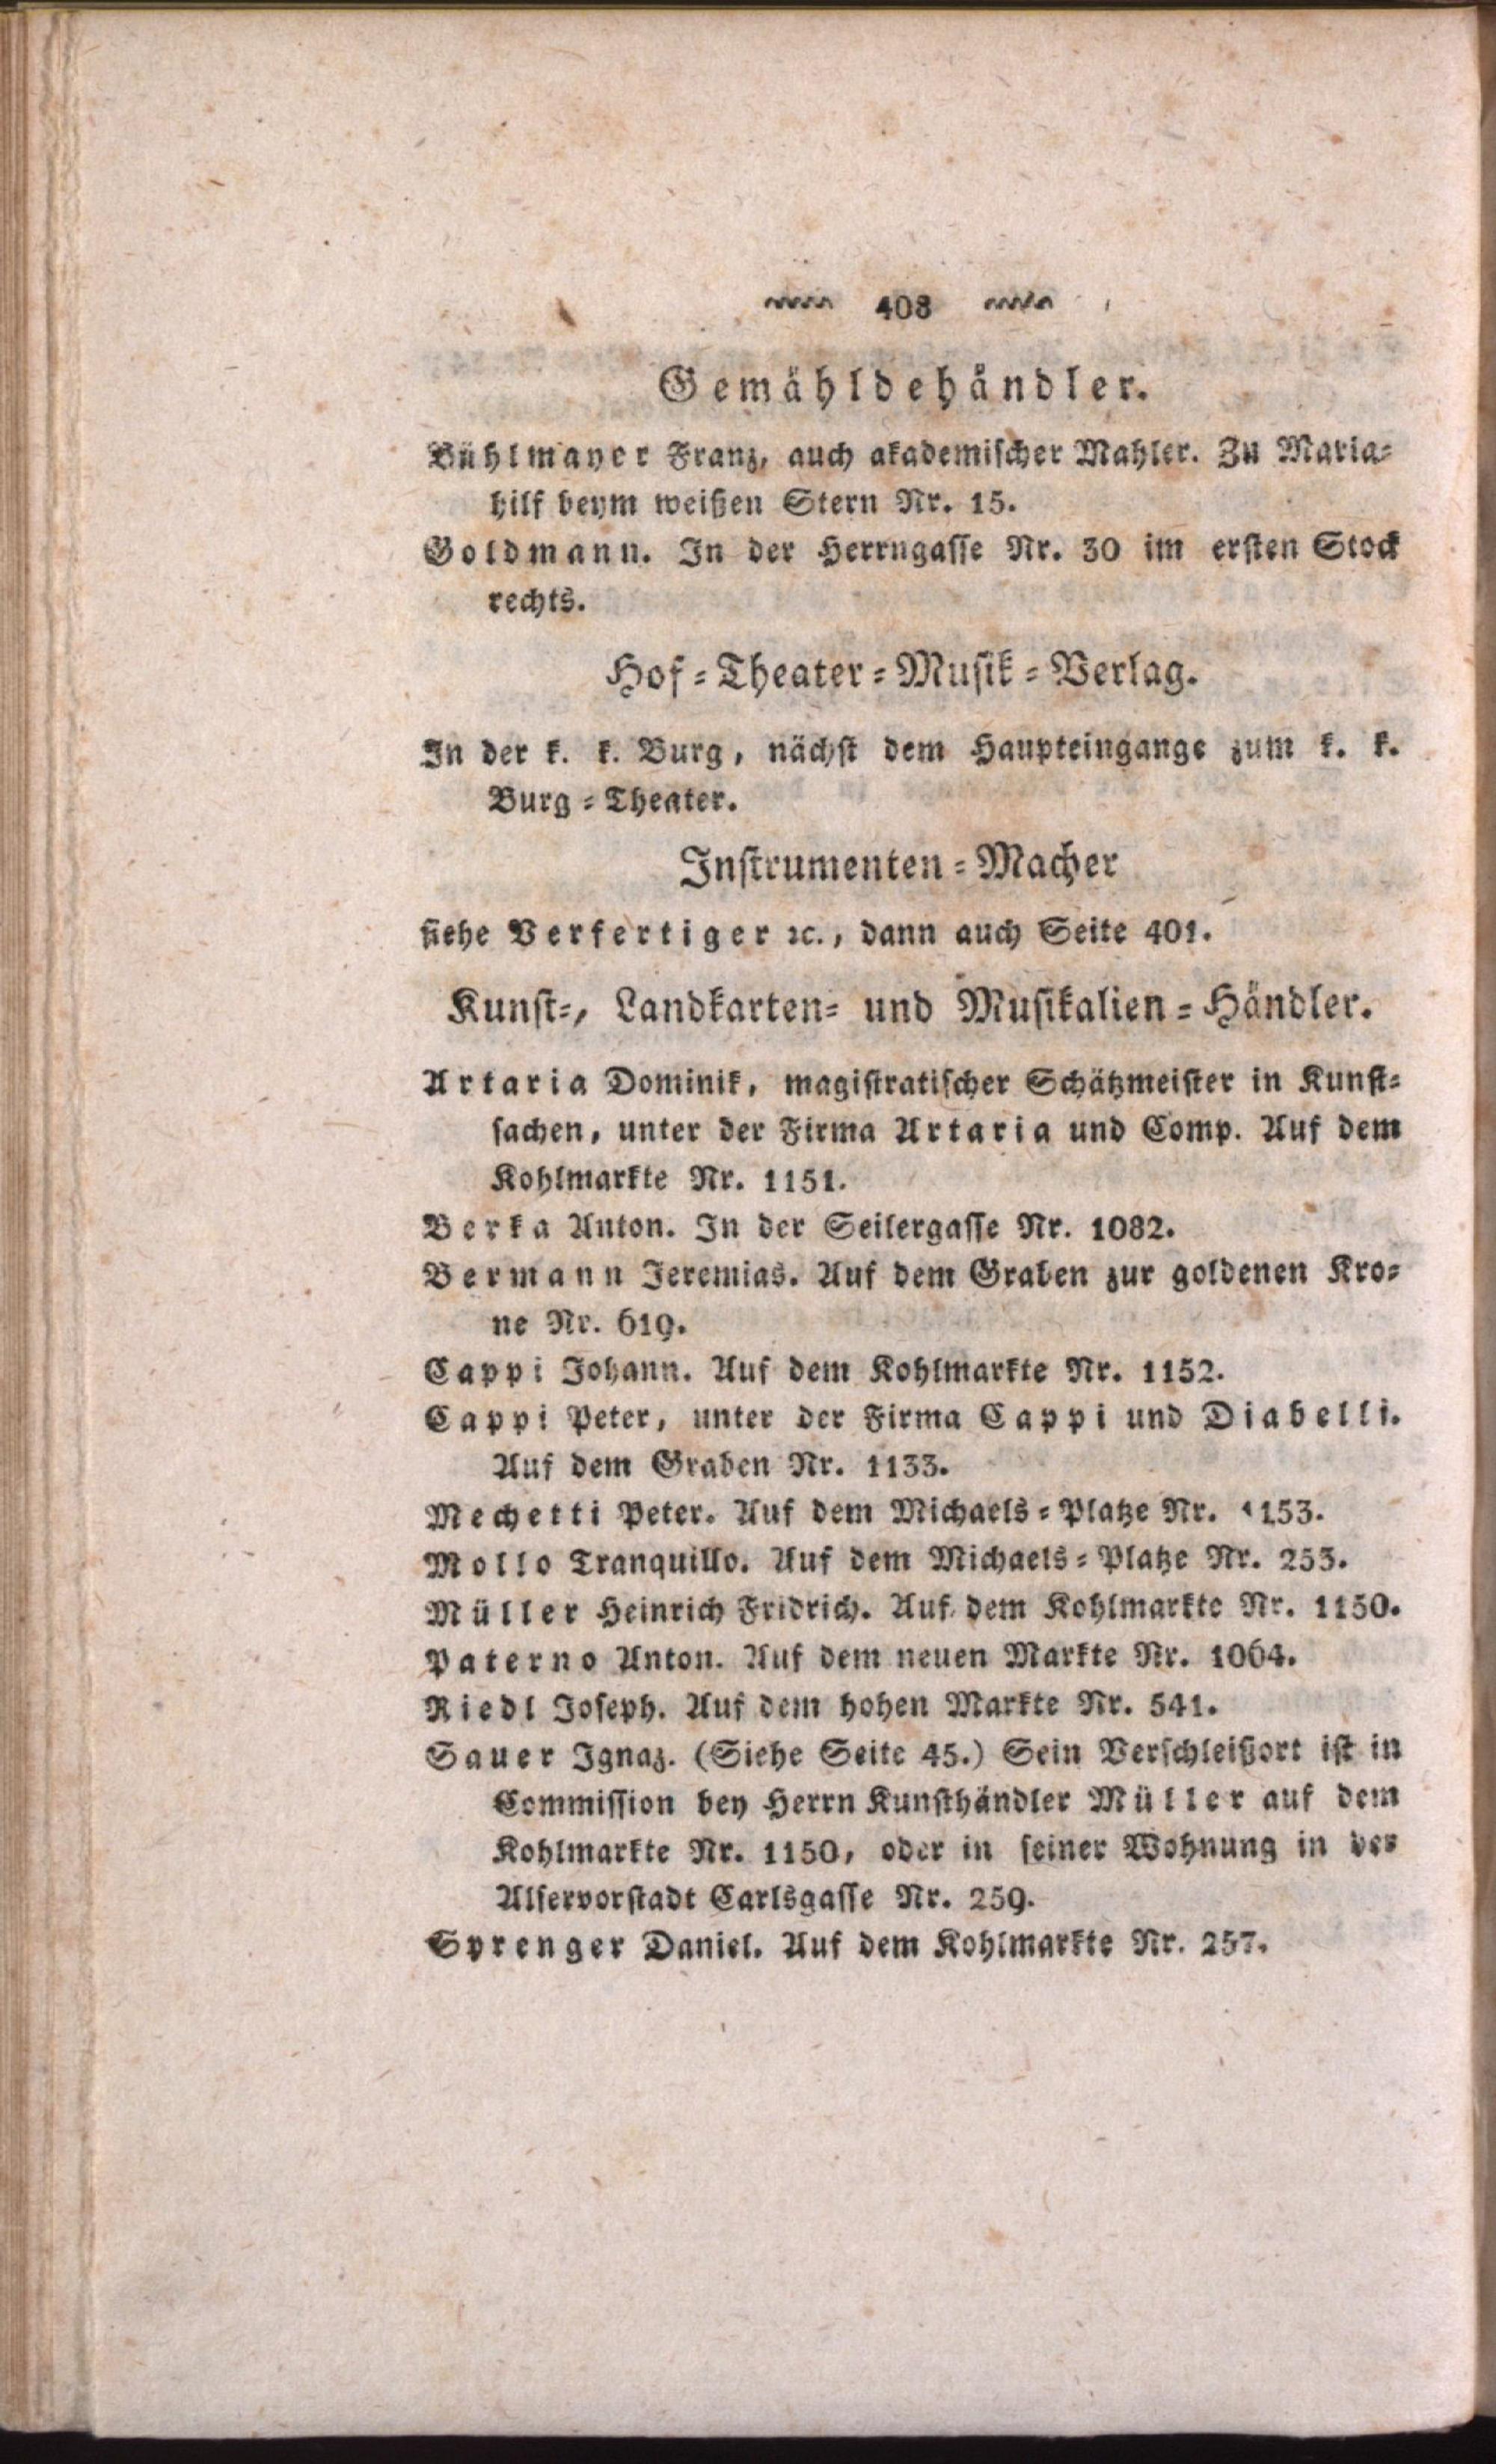 408
Gemähldehändler.
Bühlmayer Franz, auch akademischer Mahler. Zu Maria-
hilf beym weißen Stern Nr. 15.
Goldmann. In der Herrngasse Nr. 30 im ersten Stock
rechts.
Hof-Theater-Musik-Verlag.
In der k. k. Burg, nächst dem Haupteingange zum k. k.
Burg-Theater.
Instrumenten-Macher
siehe Verfertiger ꝛc., dann auch Seite 401.
Kunst-, Landkarten- und Musikalien-Händler.
Artaria Dominik, magistratischer Schätzmeister in Kunst-
sachen, unter der Firma Artaria und Comp. Auf dem
Kohlmarkte Nr. 1151.
Berka Anton. In der Seilergasse Nr. 1082.
Bermann Jeremias. Auf dem Graben zur goldenen Kro-
ne Nr. 619.
Cappi Johann. Auf dem Kohlmarkte Nr. 1152.
Cappi Peter, unter der Firma Cappi und Diabelli.
Auf dem Graben Nr. 1133.
Mechetti Peter. Auf dem Michaels-Platze Nr. 1153.
Mollo Tranquillo. Auf dem Michaels-Platze Nr. 253.
Müller Heinrich Fridrich. Auf dem Kohlmarkte Nr. 1150.
Paterno Anton. Auf dem neuen Markte Nr. 1064.
Riedl Joseph. Auf dem hohen Markte Nr. 541.
Sauer Ignaz. (Siehe Seite 45.) Sein Verschleißort ist in
Commission bey Herrn Kunsthändler Müller auf dem
Kohlmarkte Nr. 1150, oder in seiner Wohnung in der
Alservorstadt Carlsgasse Nr. 259.
Sprenger Daniel. Auf dem Kohlmarkte Nr. 257.